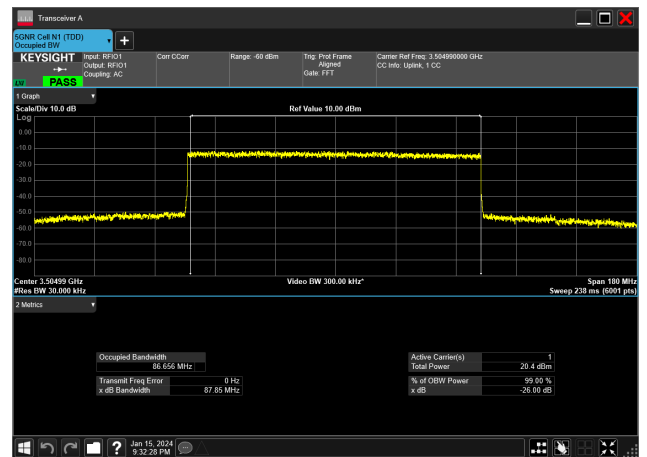 Transceiver A
5GNR Cell N1 (TDD)
Occupied BW
KEYSIGHT
PASS
Input: RFIO1
Output: RFIO1
Coupling: AC
Corr CCorr
Range: -60 dBm
Trig: Prot Frame
Aligned
Gate: FFT
Carrier Ref Freq: 3.504990000 GHz
CC Info: Uplink, 1 CC
1 Graph
Scale/Div 10.0 dB
Ref Value 10.00 dBm
Log
0.00
-10.0
-20.0
-30.0
-40.0
-50.0
-60.0
-70.0
-80.0
Center 3.50499 GHz
#Res BW 30.000 kHz
Video BW 300.00 kHz*
Span 180 MHz
Sweep 238 ms (6001 pts)
2 Metrics
Occupied Bandwidth
86.656 MHz
Transmit Freq Error 0 Hz
x dB Bandwidth 87.85 MHz
Active Carrier(s) 1
Total Power 20.4 dBm
% of OBW Power 99.00 %
x dB -26.00 dB
Jan 15, 2024
9:32:28 PM